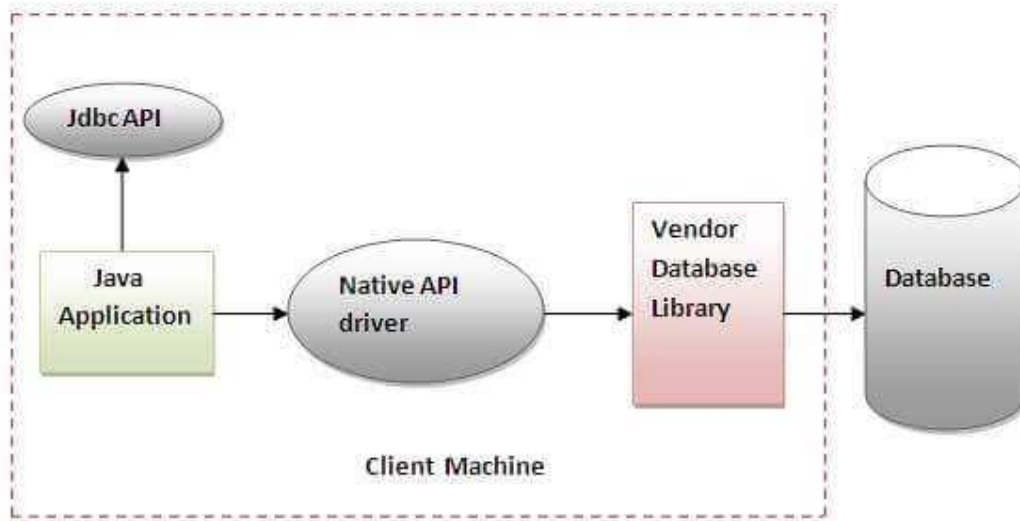 Jdbc API
Java
Application
Native API
driver
Vendor
Database
Library
Database
Client Machine